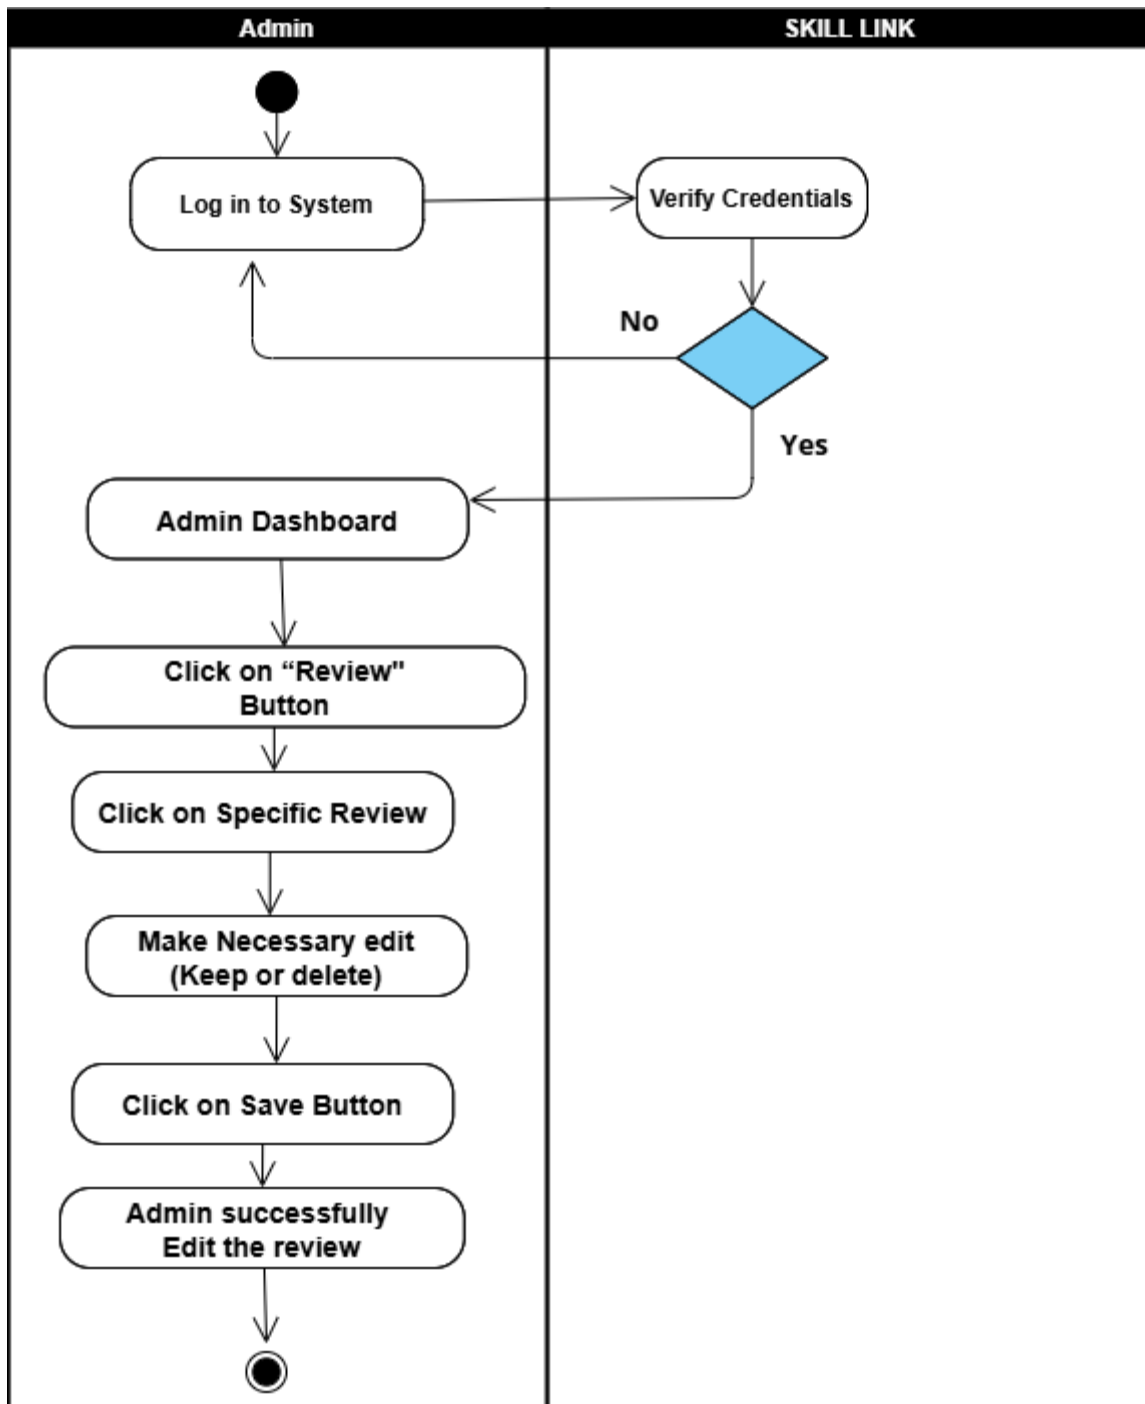 Admin
SKILL LINK
Log in to System
Verify Credentials
No
Yes
Admin Dashboard
Click on “Review"
Button
Click on Specific Review
Make Necessary edit
(Keep or delete)
Click on Save Button
Admin successfully
Edit the review